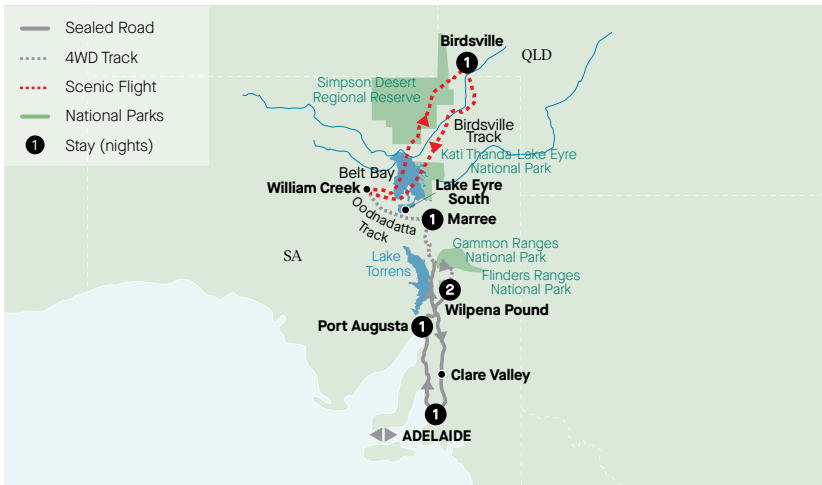 Sealed Road
4WD Track
Scenic Flight
National Parks
1 Stay (nights)
Birdsville
1
QLD
Simpson Desert
Regional Reserve
Birdsville
Track
Kati Thanda-Lake Eyre
National Park
Belt Bay
William Creek
Lake Eyre
South
Oodnadatta
Track
1 Marree
SA
Lake
Torrens
Gammon Ranges
National Park
Flinders Ranges
National Park
2
Wilpena Pound
Port Augusta 1
Clare Valley
1
ADELAIDE